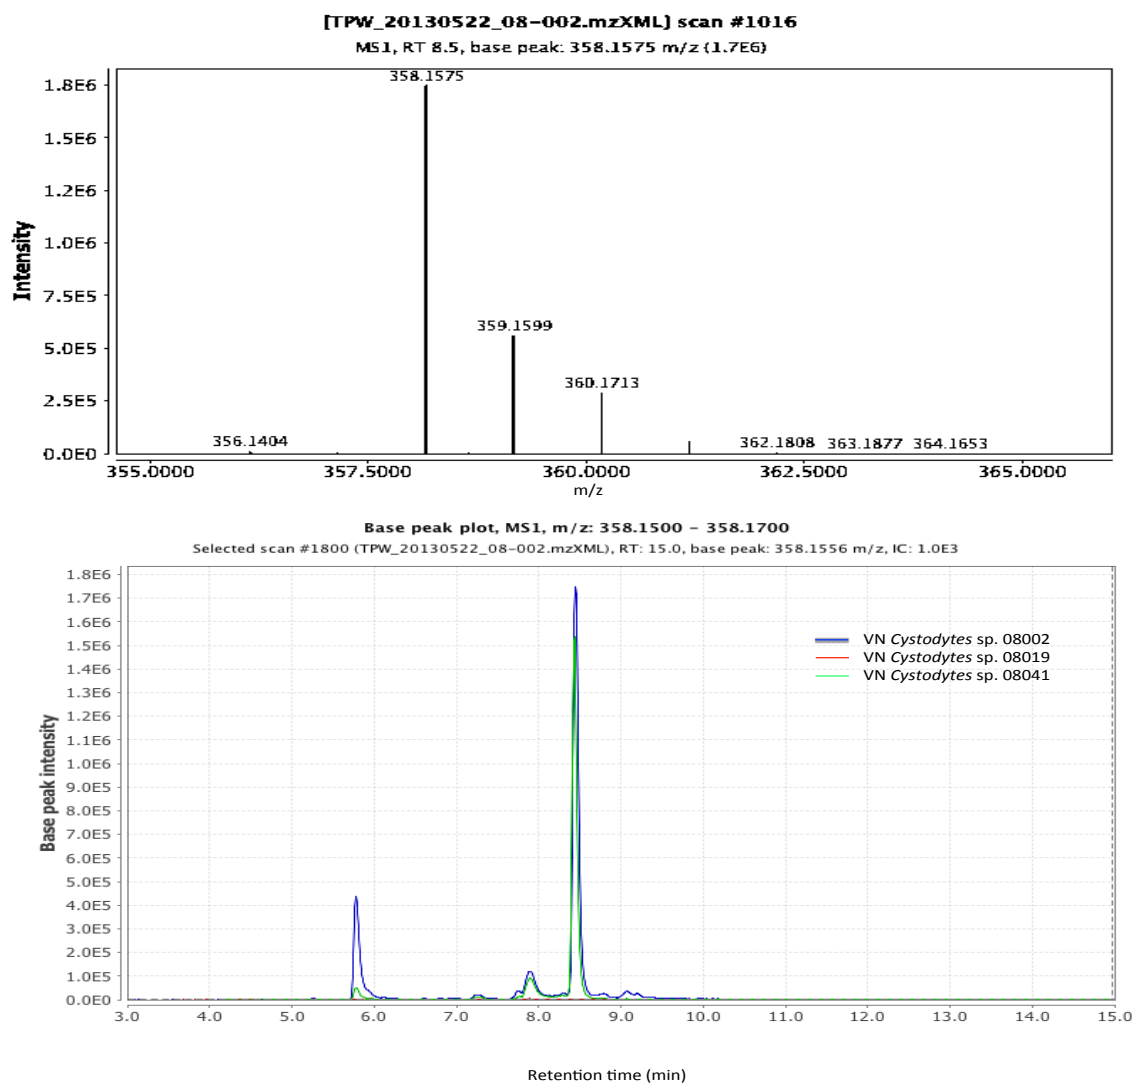 [TPW_20130522_08-002.mzXML] scan #1016
MS1, RT 8.5, base peak: 358.1575 m/z (1.7E6)
358.1575
1.8E6
1.5E6
359.1599
1.2E6
360.1713
Intensity
1.0E6
7.5E5
5.0E5
2.5E5
356.1404
362.1808
363.1877
364.1653
0.0E0
355.0000 357.5000 360.0000 362.5000 365.0000
m/z
Base peak plot, MS1, m/z: 358.1500 - 358.1700
Selected scan #1800 (TPW_20130522_08-002.mzXML), RT: 15.0, base peak: 358.1556 m/z, IC: 1.0E3
1.8E6
1.7E6
1.6E6
1.5E6
1.4E6
1.3E6
1.2E6
1.1E6
1.0E6
9.0E5
8.0E5
7.0E5
6.0E5
5.0E5
4.0E5
3.0E5
2.0E5
1.0E5
0.0E0
Base peak intensity
VN Cystodytes sp. 08002
VN Cystodytes sp. 08019
VN Cystodytes sp. 08041
3.0 4.0 5.0 6.0 7.0 8.0 9.0 10.0 11.0 12.0 13.0 14.0 15.0
Retention time (min)